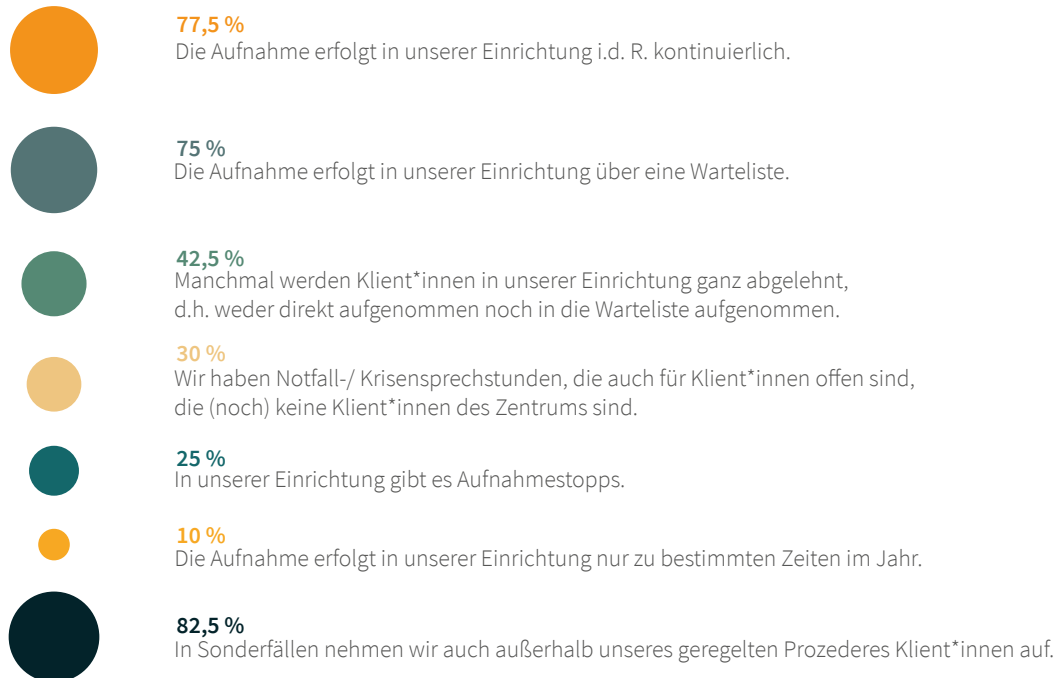 77,5 %
Die Aufnahme erfolgt in unserer Einrichtung i.d. R. kontinuierlich.
75 %
Die Aufnahme erfolgt in unserer Einrichtung über eine Warteliste.
42,5 %
Manchmal werden Klient*innen in unserer Einrichtung ganz abgelehnt,
d.h. weder direkt aufgenommen noch in die Warteliste aufgenommen.
30 %
Wir haben Notfall-/ Krisensprechstunden, die auch für Klient*innen offen sind,
die (noch) keine Klient*innen des Zentrums sind.
25 %
In unserer Einrichtung gibt es Aufnahmestopps.
10 %
Die Aufnahme erfolgt in unserer Einrichtung nur zu bestimmten Zeiten im Jahr.
82,5 %
In Sonderfällen nehmen wir auch außerhalb unseres geregelten Prozederes Klient*innen auf.